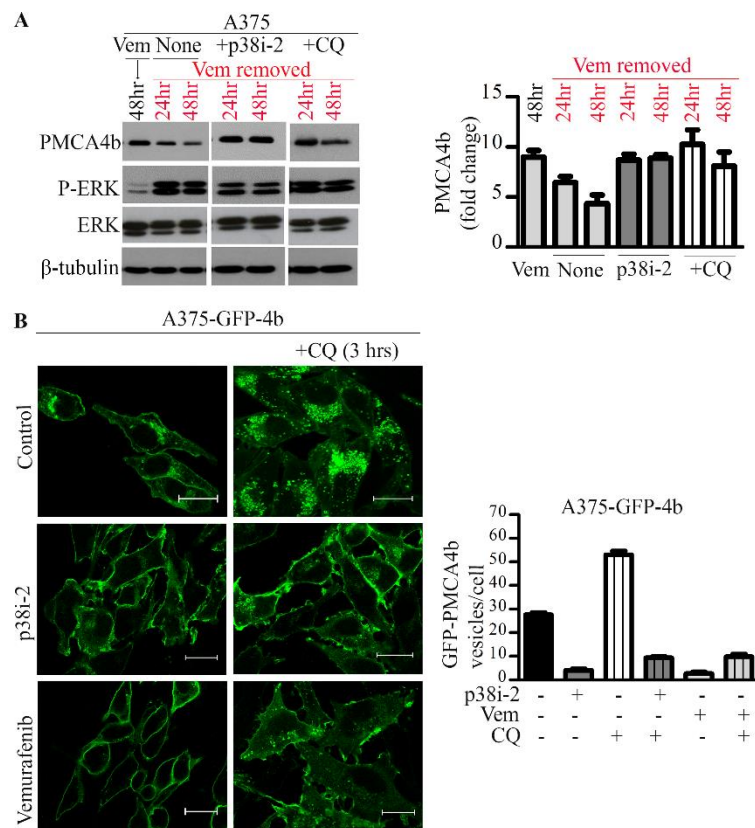 A
A375
Vem None +p38i-2 +CQ
Vem removed
48hr 24hr 48hr 24hr 48hr 24hr 48hr
PMCA4b
P-ERK
ERK
β-tubulin
Vem removed
48hr 24hr 48hr 24hr 48hr 24hr 48hr
15
10
5
0
PMCA4b
(fold change)
Vem None p38i-2 +CQ
B
A375-GFP-4b
+CQ (3 hrs)
Control
p38i-2
Vemurafenib
A375-GFP-4b
70
60
50
40
30
20
10
0
GFP-PMCA4b
vesicles/cell
p38i-2 - + - + - -
Vem - - - - + +
CQ - - + + - +